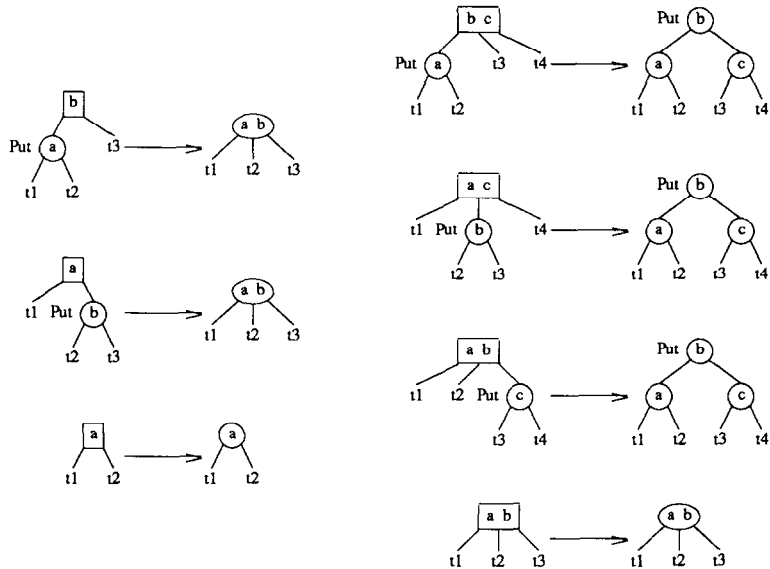 b
Put a t3
t1 t2
a b
t1 t2 t3
a
t1 Put b
t2 t3
a b
t1 t2 t3
a
t1 t2
a
t1 t2
b c
Put a t3 t4
t1 t2
Put b
a c
t1 t2 t3 t4
a c
t1 Put b t4
t2 t3
Put b
a c
t1 t2 t3 t4
a b
t1 t2 Put c
t3 t4
Put b
a c
t1 t2 t3 t4
a b
t1 t2 t3
a b
t1 t2 t3